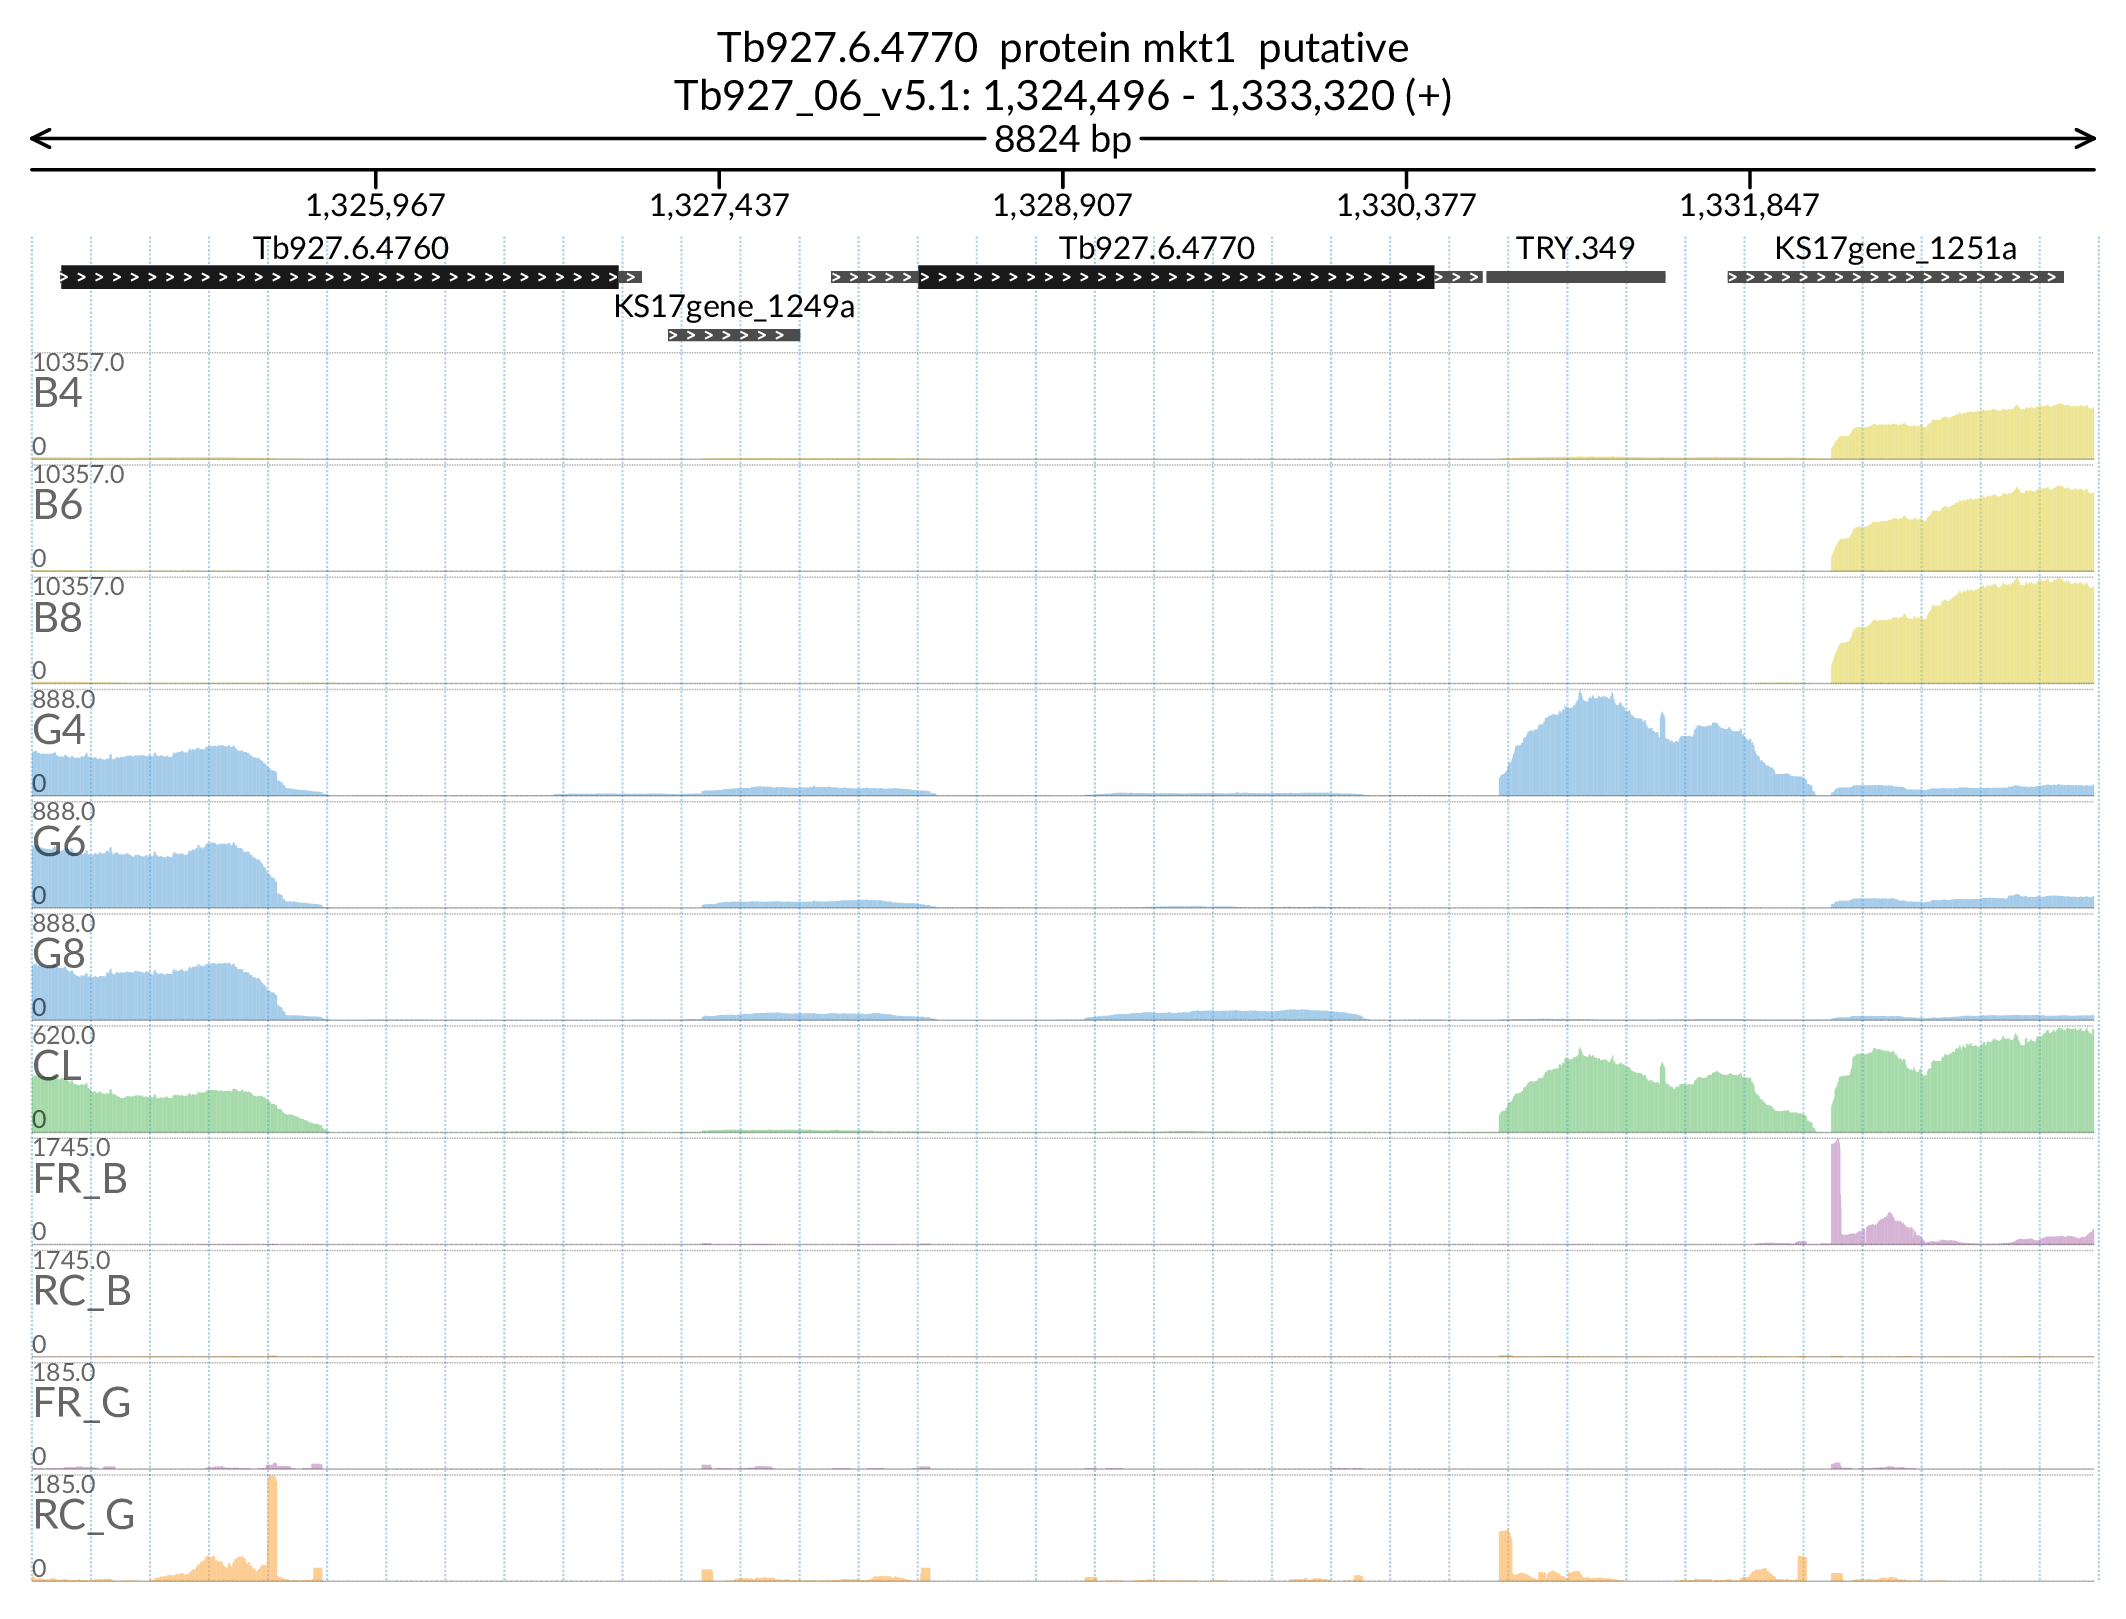 Tb927.6.4770  protein mkt1  putative
Tb927_06_v5.1: 1,324,496 - 1,333,320 (+)
8824 bp
1,325,967 1,327,437 1,328,907 1,330,377 1,331,847
Tb927.6.4760 Tb927.6.4770 TRY.349 KS17gene_1251a
KS17gene_1249a
10357.0
B4
0
10357.0
B6
0
10357.0
B8
0
888.0
G4
0
888.0
G6
0
888.0
G8
0
620.0
CL
0
1745.0
FR_B
0
1745.0
RC_B
0
185.0
FR_G
0
185.0
RC_G
0